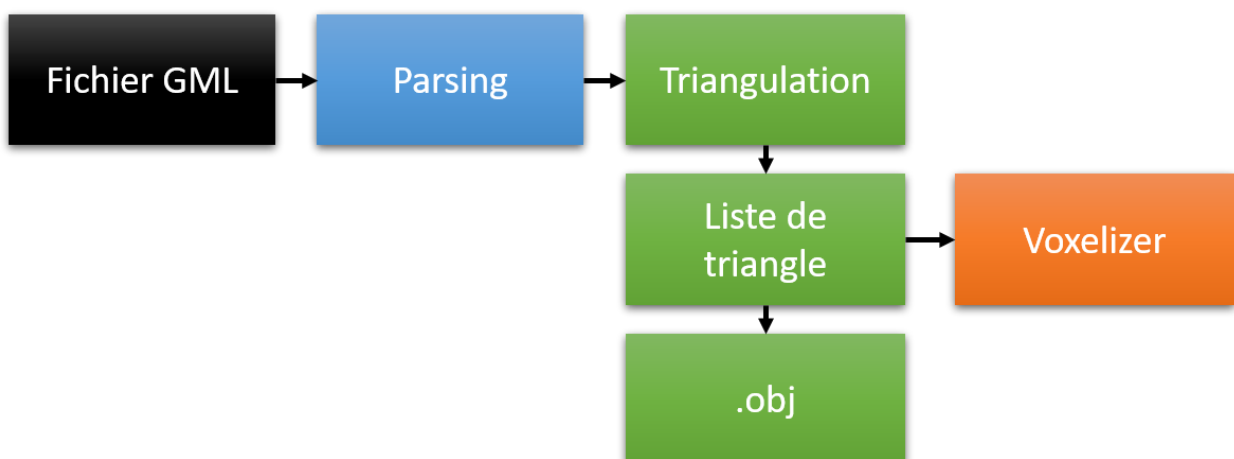 Fichier GML
Parsing
Triangulation
Liste de
triangle
Voxelizer
.obj